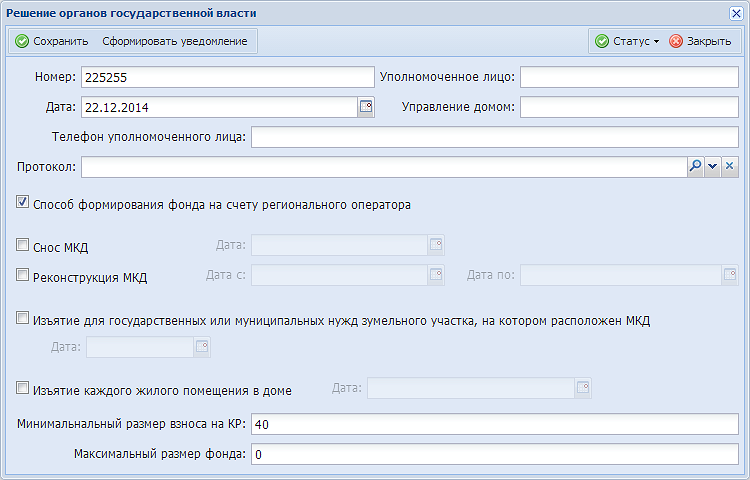 Решение органов государственной власти
Сохранить Сформировать уведомление Статус Закрыть
Номер: 225255 Уполномоченное лицо:
Дата: 22.12.2014 Управление домом:
Телефон уполномоченного лица:
Протокол:
Способ формирования фонда на счету регионального оператора
Снос МКД Дата:
Реконструкция МКД Дата с: Дата по:
Изъятие для государственных или муниципальных нужд зумельного участка, на котором расположен МКД
Дата:
Изъятие каждого жилого помещения в доме Дата:
Минимальнальный размер взноса на КР: 40
Максимальный размер фонда: 0